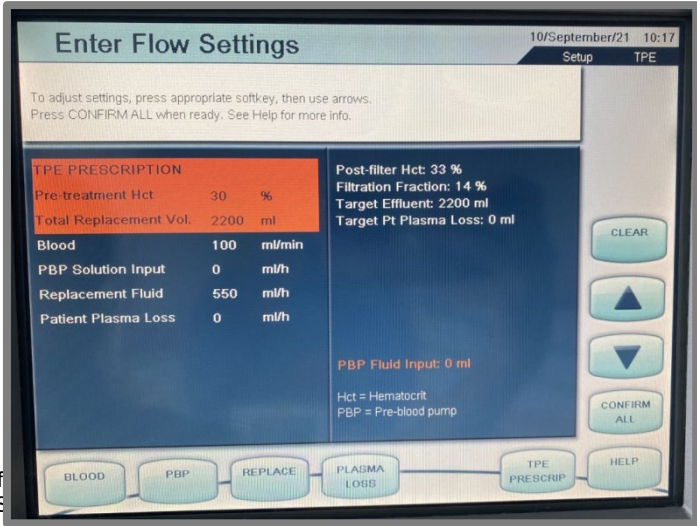 Enter Flow Settings
10/September/21 10:17
Setup TPE
To adjust settings, press appropriate softkey, then use arrows.
Press CONFIRM ALL when ready. See Help for more info.
TPE PRESCRIPTION
Pre-treatment Hct 30 %
Total Replacement Vol. 2200 ml
Blood 100 ml/min
PBP Solution Input 0 ml/h
Replacement Fluid 550 ml/h
Patient Plasma Loss 0 ml/h
Post-filter Hct: 33 %
Filtration Fraction: 14 %
Target Effluent: 2200 ml
Target Pt Plasma Loss: 0 ml
PBP Fluid Input: 0 ml
Hct = Hematocrit
PBP = Pre-blood pump
CLEAR
CONFIRM
ALL
BLOOD
PBP
REPLACE
PLASMA
LOSS
TPE
PRESCRIP
HELP